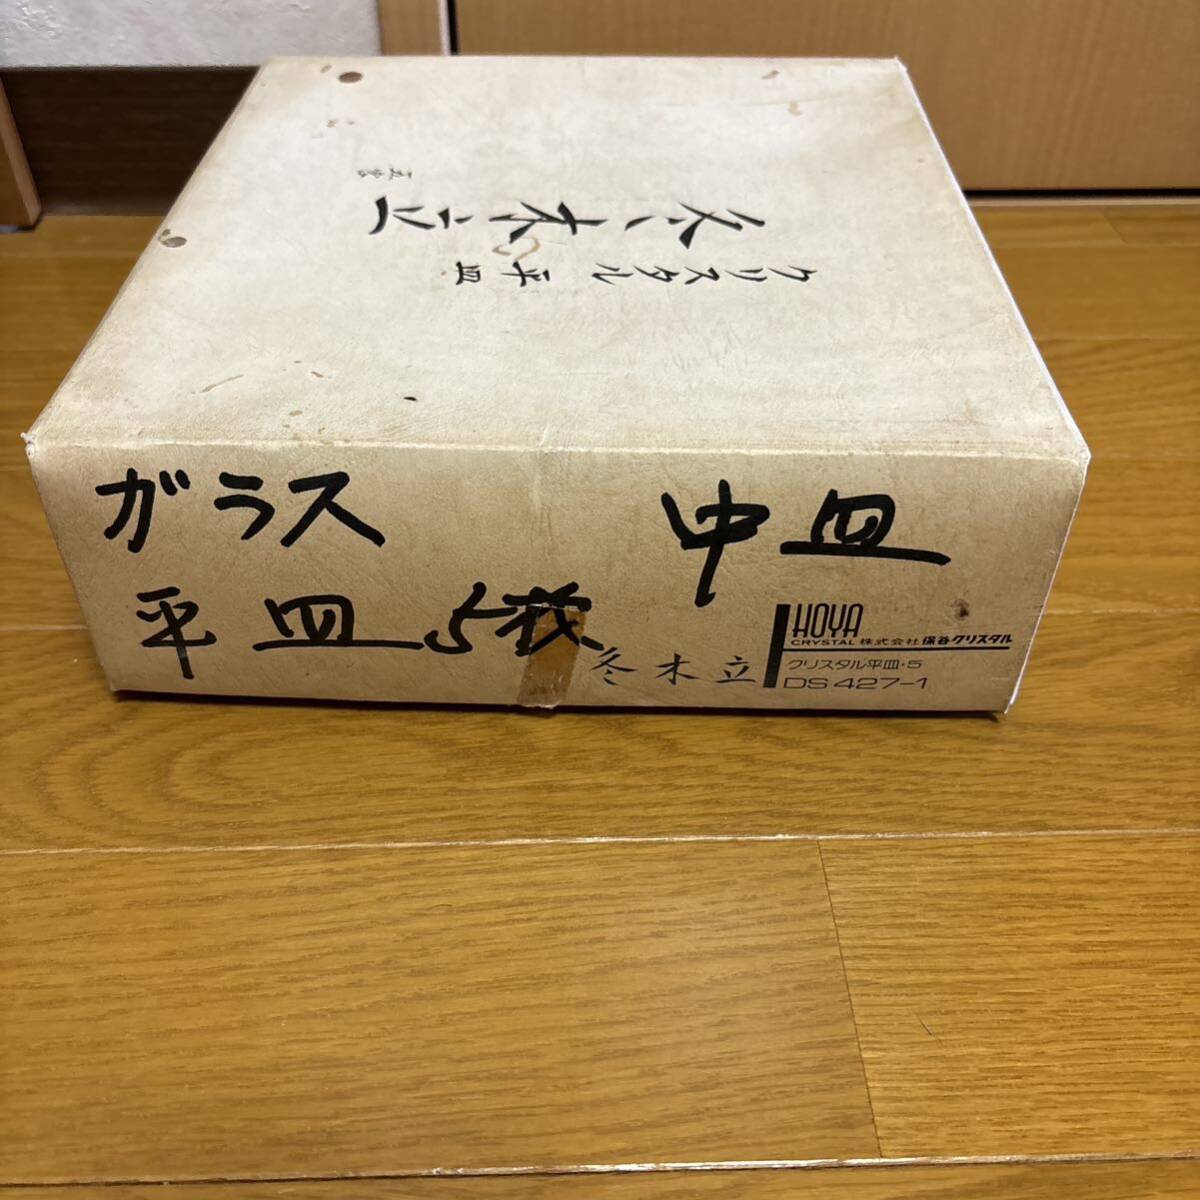 クリスタル 平皿
冬木立
五客
ガラス 中皿
平皿 5枚
冬木立
HOYA
CRYSTAL 株式会社 保谷クリスタル
クリスタル平皿・5
DS427-1